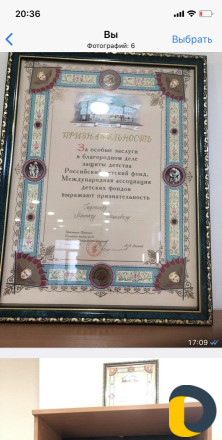 20:36
Вы
Фотографий: 6
Выбрать
ПРИЗНАТЕЛЬНОСТЬ
За особые заслуги
в благородном деле
защиты детства
Российский детский фонд,
Международная ассоциация
детских фондов
выражают признательность
17:09